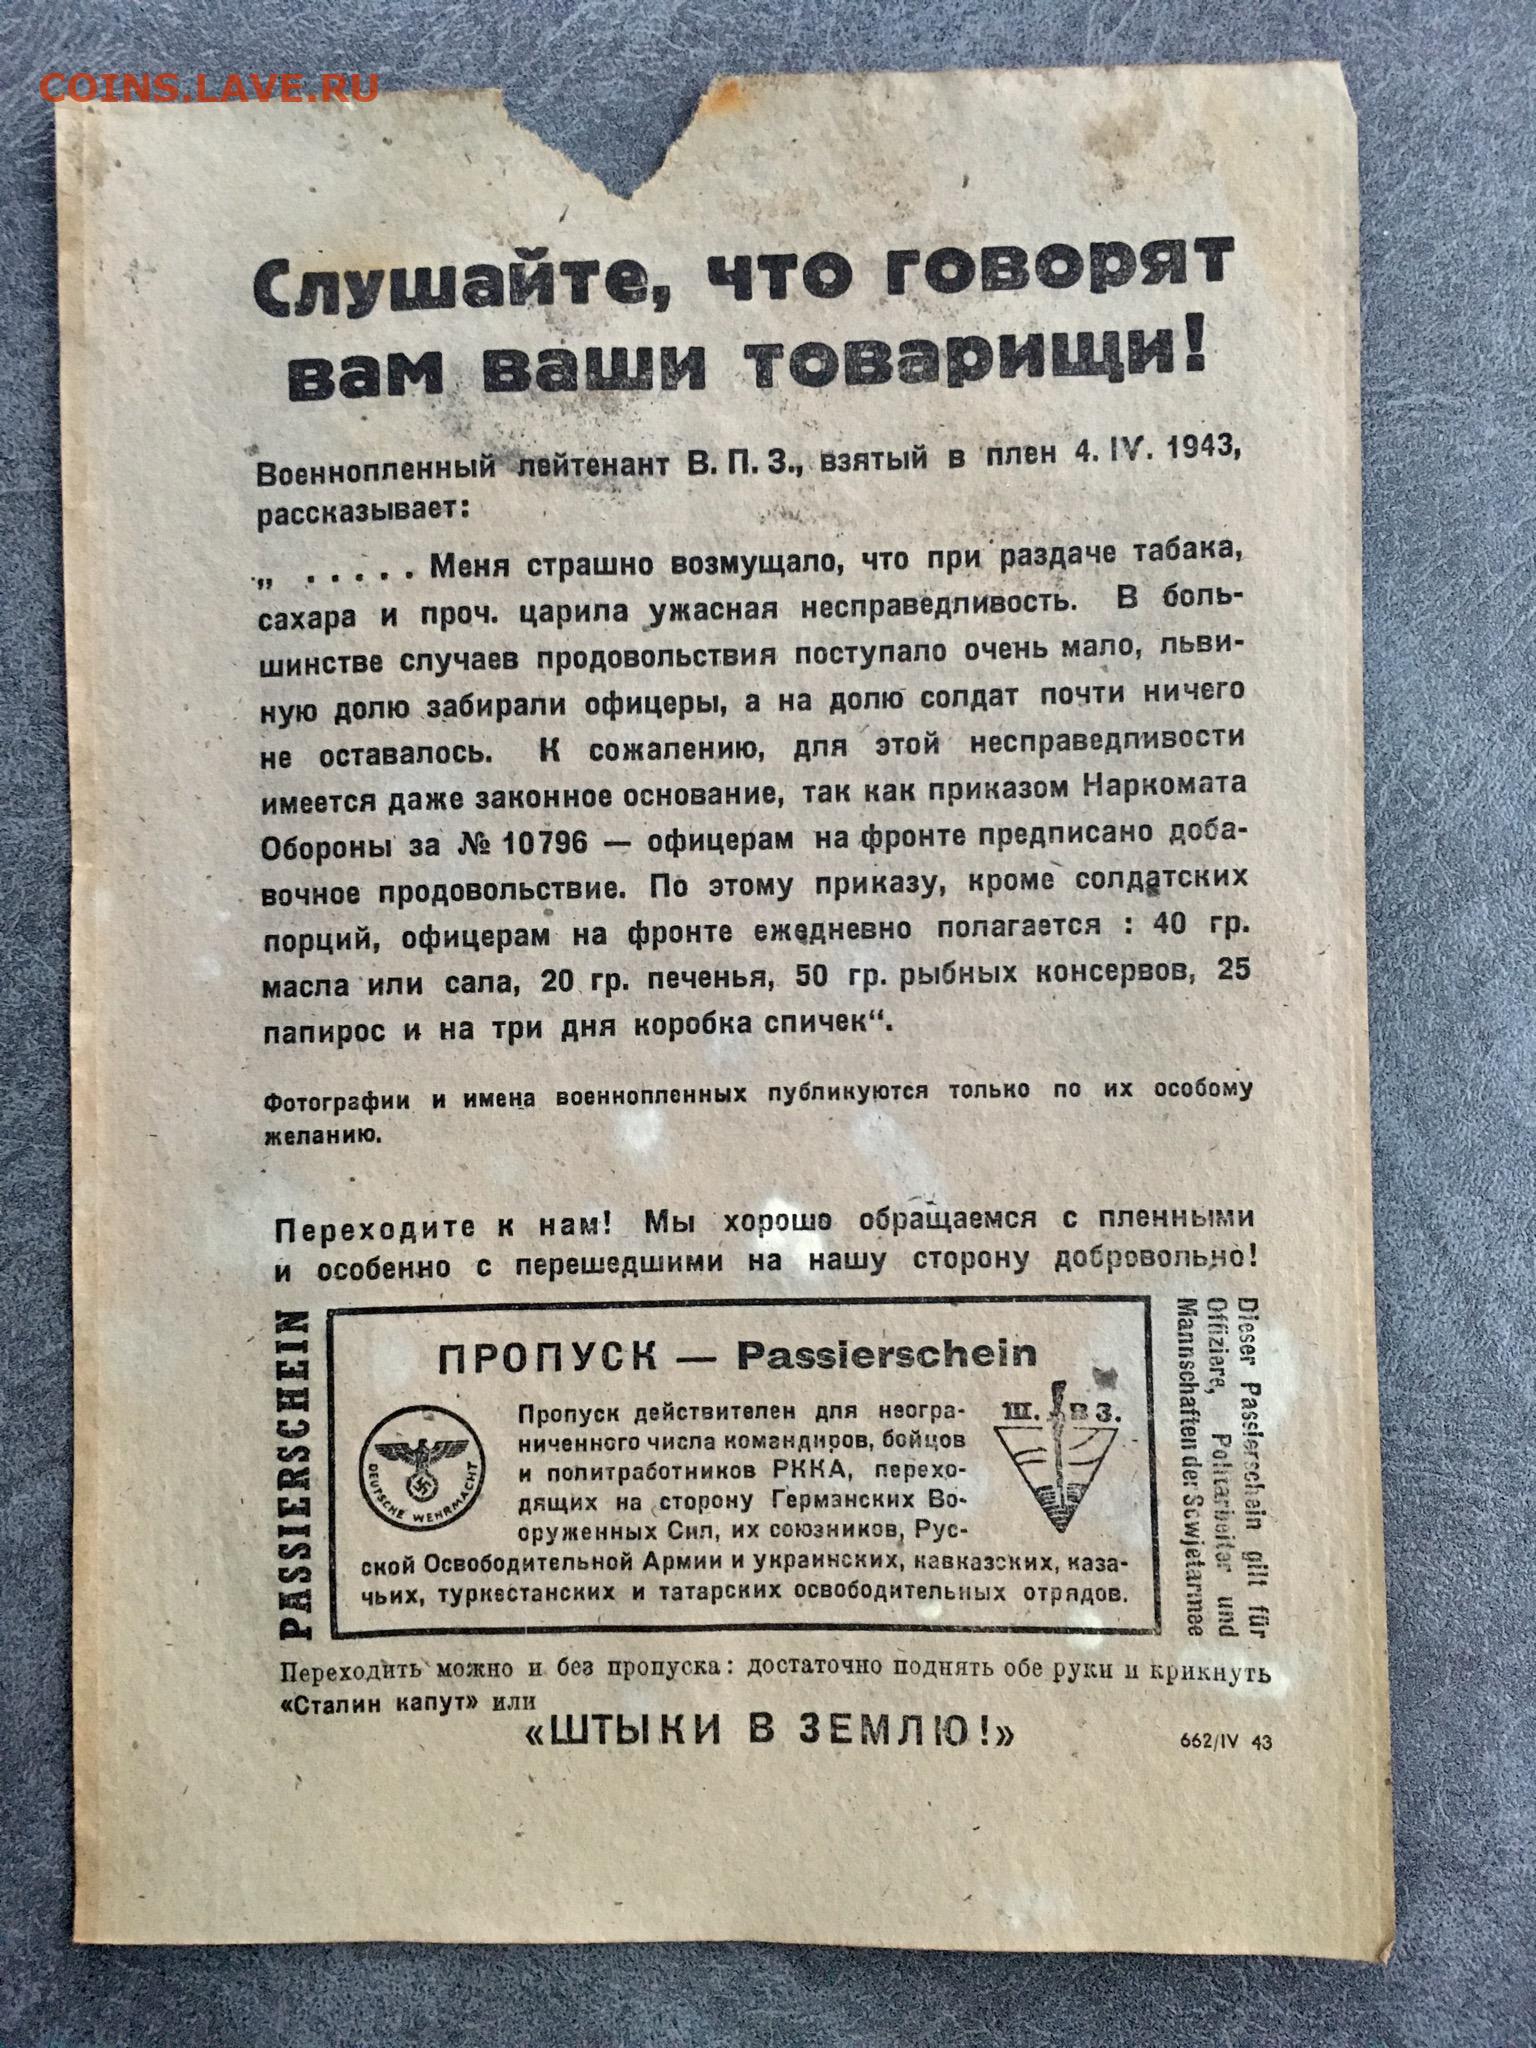 COINS.LAVE.RU
Слушайте, что говорят
вам ваши товарищи!
Военнопленный лейтенант В. П. З., взятый в плен 4. IV. 1943,
рассказывает:
„ . . . . . Меня страшно возмущало, что при раздаче табака,
сахара и проч. царила ужасная несправедливость. В боль-
шинстве случаев продовольствия поступало очень мало, льви-
ную долю забирали офицеры, а на долю солдат почти ничего
не оставалось. К сожалению, для этой несправедливости
имеется даже законное основание, так как приказом Наркомата
Обороны за № 10796 — офицерам на фронте предписано доба-
вочное продовольствие. По этому приказу, кроме солдатских
порций, офицерам на фронте ежедневно полагается : 40 гр.
масла или сала, 20 гр. печенья, 50 гр. рыбных консервов, 25
папирос и на три дня коробка спичек“.
Фотографии и имена военнопленных публикуются только по их особому
желанию.
Переходите к нам! Мы хорошо обращаемся с пленными
и особенно с перешедшими на нашу сторону добровольно!
PASSIERSCHEIN
ПРОПУСК — Passierschein
DEUTSCHE WEHRMACHT
Пропуск действителен для неогра-
ниченного числа командиров, бойцов
и политработников РККА, перехо-
дящих на сторону Германских Во-
оруженных Сил, их союзников, Рус-
ской Освободительной Армии и украинских, кавказских, каза-
чьих, туркестанских и татарских освободительных отрядов.
Ш. В З.
Dieser Passierschein gilt für
Offiziere, Politarbeiter und
Mannschaften der Sowjetarmee
Переходить можно и без пропуска: достаточно поднять обе руки и крикнуть
«Сталин капут» или
«ШТЫКИ В ЗЕМЛЮ!»
662/IV 43